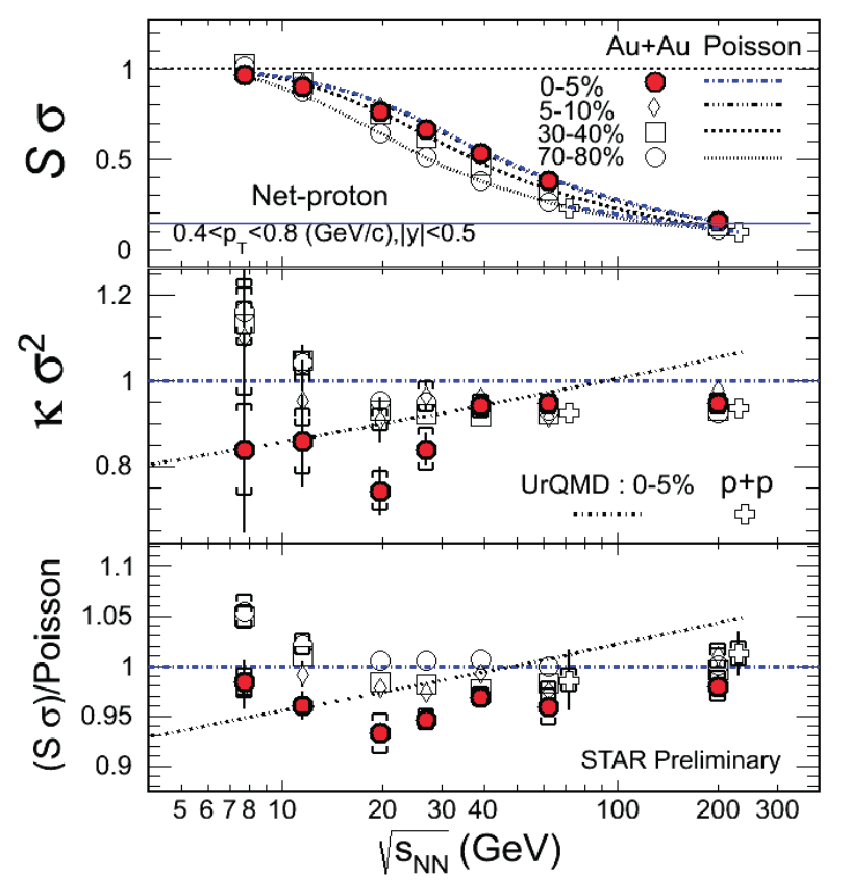 S σ
1
0.5
0
Au+Au Poisson
0-5%
5-10%
30-40%
70-80%
Net-proton
0.4<p_T<0.8 (GeV/c),|y|<0.5
κ σ²
1.2
1
0.8
UrQMD : 0-5% p+p
(S σ)/Poisson
1.1
1.05
1
0.95
0.9
STAR Preliminary
5 6 7 8 10 20 30 40 100 200 300
√s_NN (GeV)